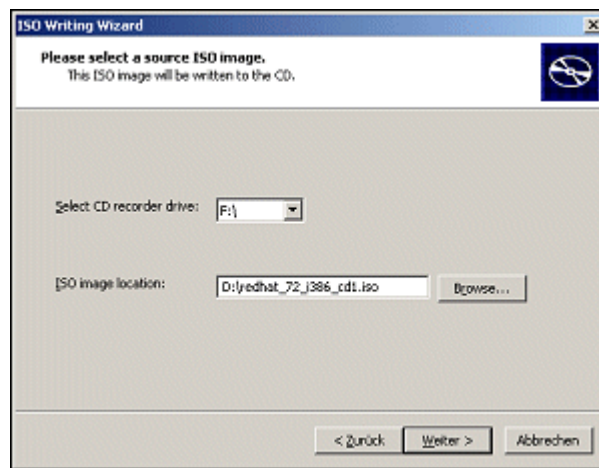 ISO Writing Wizard
Please select a source ISO image.
This ISO image will be written to the CD.
Select CD recorder drive:
F:\
ISO image location:
D:\redhat_72_i386_cd1.iso
Browse...
< Zurück
Weiter >
Abbrechen